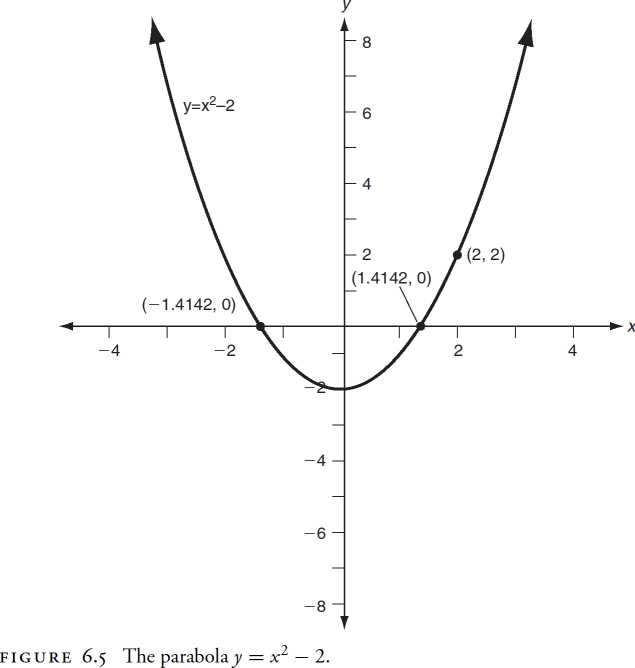 y
8
y=x²–2
6
4
2
(2, 2)
(1.4142, 0)
(−1.4142, 0)
x
−4 −2 2 4
−2
−4
−6
−8
FIGURE 6.5 The parabola y = x² − 2.